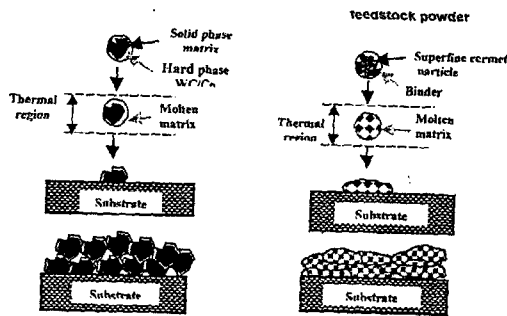 feedstock powder
Solid phase
matrix
Hard phase
WC/Co
Thermal
region
Molten
matrix
Substrate
Substrate
Superfine cermet
particle
Binder
Thermal
region
Molten
matrix
Substrate
Substrate